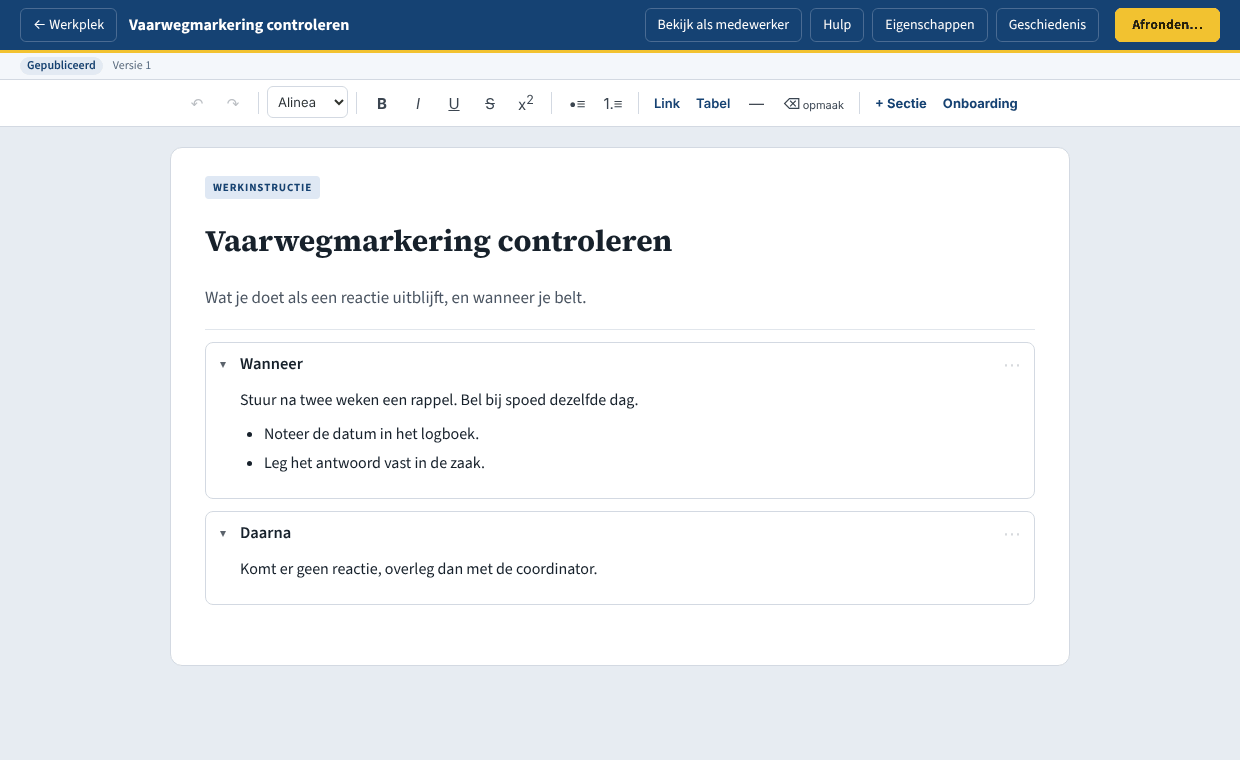 ← Werkplek
Vaarwegmarkering controleren
Bekijk als medewerker
Hulp
Eigenschappen
Geschiedenis
Afronden...
Gepubliceerd
Versie 1
Alinea
B
I
U
S
x²
•≡
1.≡
Link
Tabel
—
⌫ opmaak
+ Sectie
Onboarding
WERKINSTRUCTIE
Vaarwegmarkering controleren
Wat je doet als een reactie uitblijft, en wanneer je belt.
Wanneer
Stuur na twee weken een rappel. Bel bij spoed dezelfde dag.
• Noteer de datum in het logboek.
• Leg het antwoord vast in de zaak.
Daarna
Komt er geen reactie, overleg dan met de coordinator.